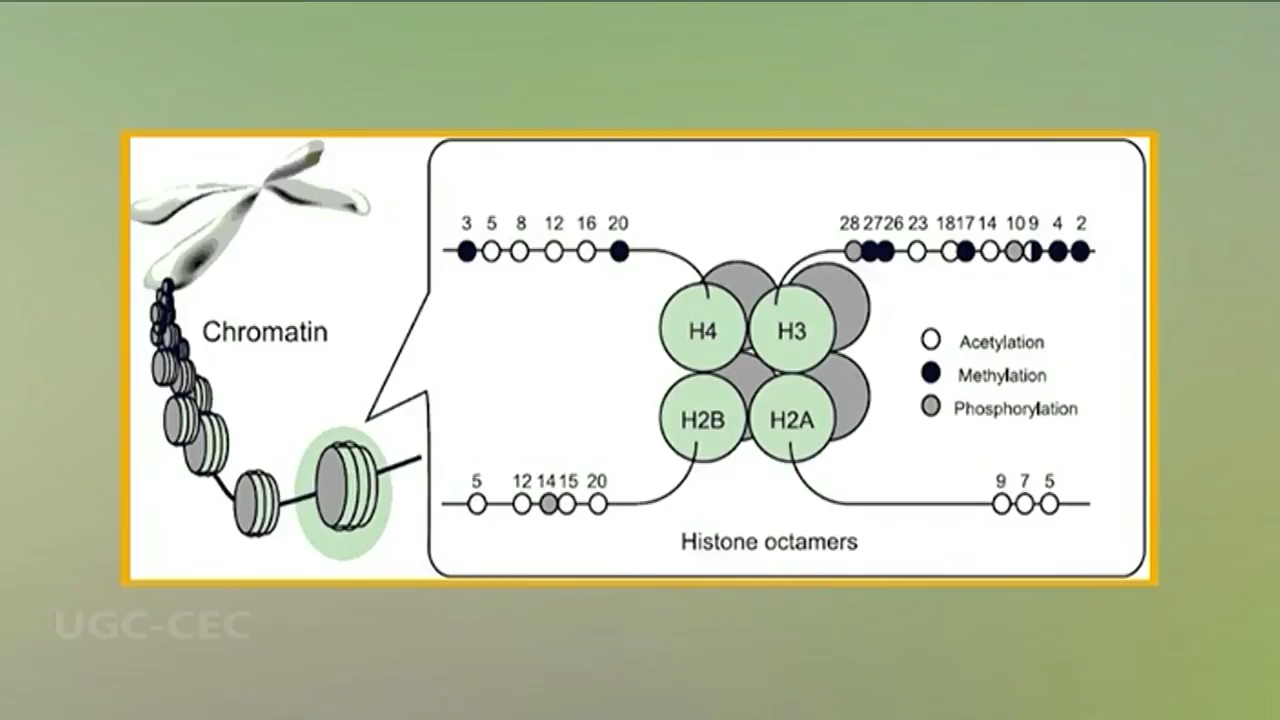 3 5 8 12 16 20
28 27 26 23 18 17 14 10 9 4 2
Chromatin
H4 H3
Acetylation
Methylation
Phosphorylation
H2B H2A
5 12 14 15 20
9 7 5
Histone octamers
UGC-CEC